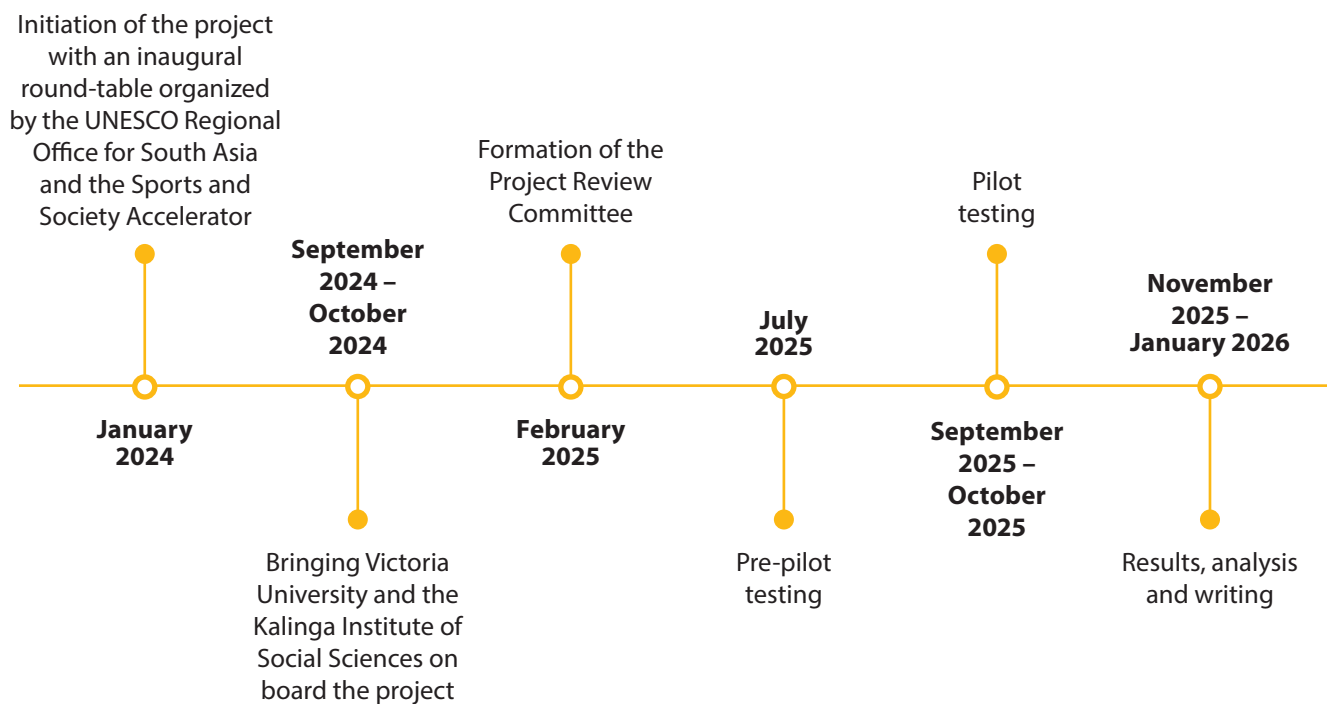 Initiation of the project
with an inaugural
round-table organized
by the UNESCO Regional
Office for South Asia
and the Sports and
Society Accelerator
January
2024
September
2024 –
October
2024
Bringing Victoria
University and the
Kalinga Institute of
Social Sciences on
board the project
Formation of the
Project Review
Committee
February
2025
July
2025
Pre-pilot
testing
Pilot
testing
September
2025 –
October
2025
November
2025 –
January 2026
Results, analysis
and writing